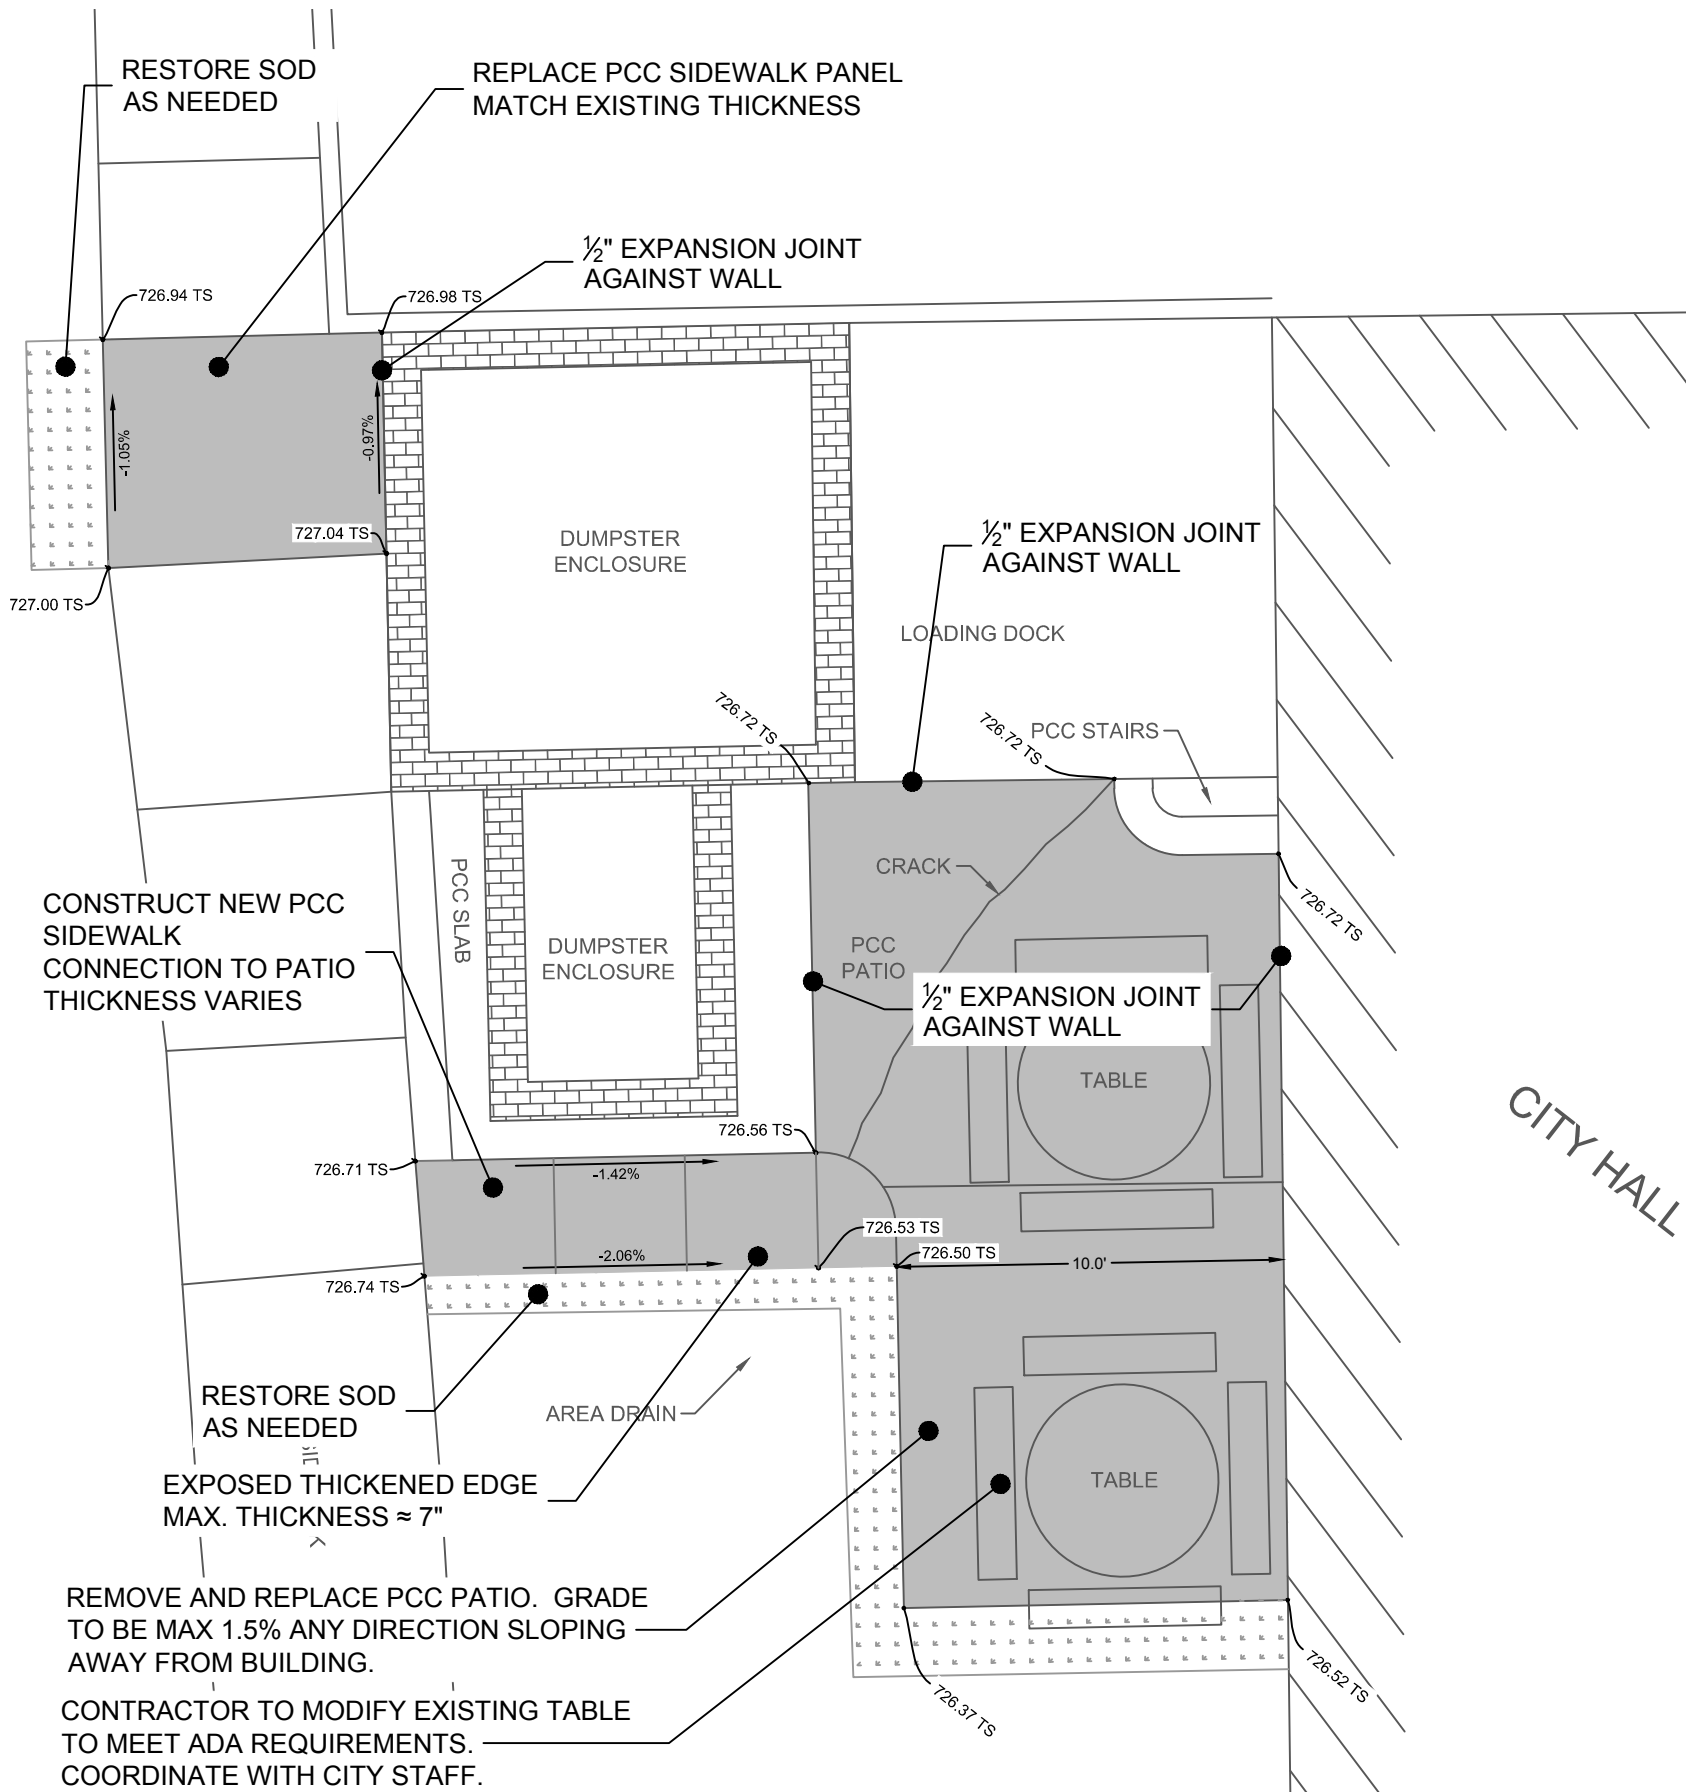 RESTORE SOD
AS NEEDED
REPLACE PCC SIDEWALK PANEL
MATCH EXISTING THICKNESS
½" EXPANSION JOINT
AGAINST WALL
726.94 TS
726.98 TS
-1.05%
-0.97%
727.04 TS
727.00 TS
DUMPSTER
ENCLOSURE
½" EXPANSION JOINT
AGAINST WALL
LOADING DOCK
726.72 TS
726.72 TS
PCC STAIRS
CRACK
726.72 TS
CONSTRUCT NEW PCC
SIDEWALK
CONNECTION TO PATIO
THICKNESS VARIES
PCC SLAB
DUMPSTER
ENCLOSURE
PCC
PATIO
½" EXPANSION JOINT
AGAINST WALL
TABLE
CITY HALL
726.56 TS
726.71 TS
-1.42%
726.53 TS
726.50 TS
-2.06%
10.0'
726.74 TS
RESTORE SOD
AS NEEDED
AREA DRAIN
EXPOSED THICKENED EDGE
MAX. THICKNESS ≈ 7"
TABLE
REMOVE AND REPLACE PCC PATIO. GRADE
TO BE MAX 1.5% ANY DIRECTION SLOPING
AWAY FROM BUILDING.
726.52 TS
726.37 TS
CONTRACTOR TO MODIFY EXISTING TABLE
TO MEET ADA REQUIREMENTS.
COORDINATE WITH CITY STAFF.